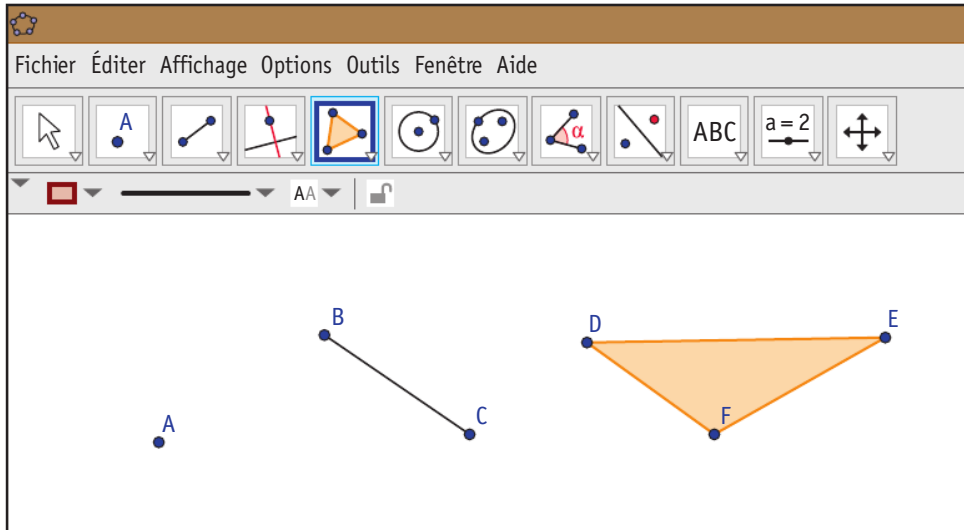 Fichier Éditer Affichage Options Outils Fenêtre Aide
A α ABC a = 2
AA
B
D E
A C F